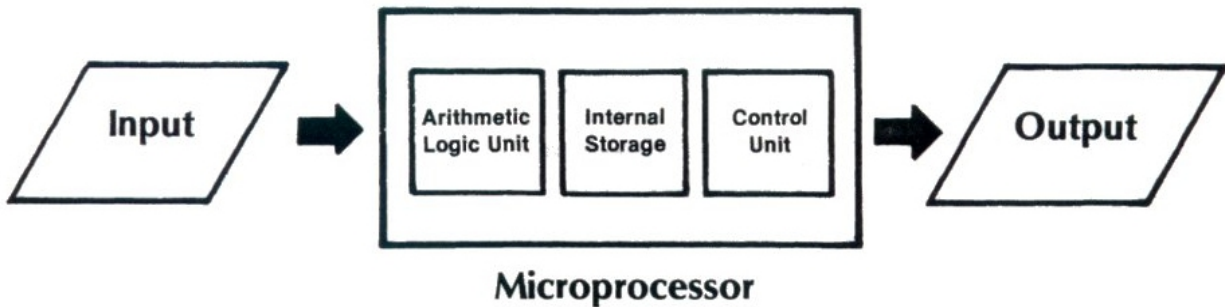 Input
Arithmetic
Logic Unit
Internal
Storage
Control
Unit
Output
Microprocessor